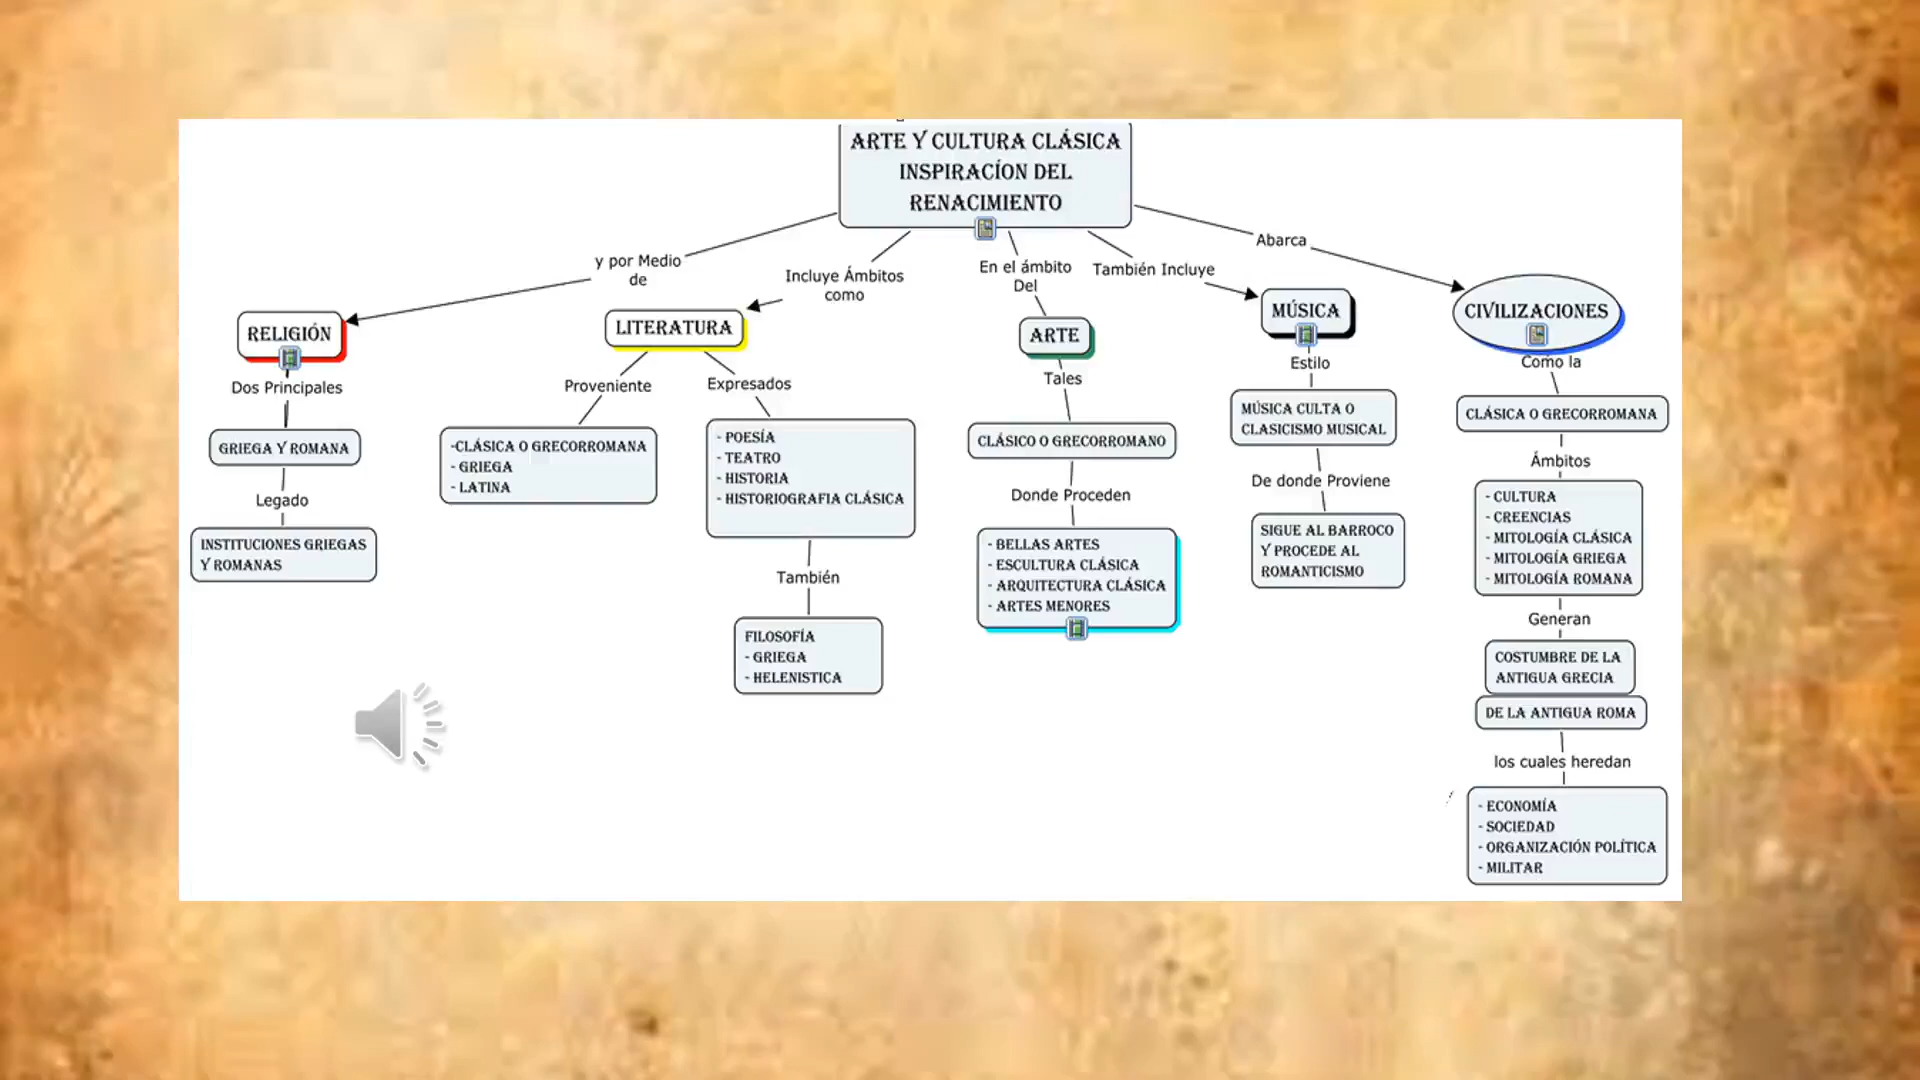 ARTE Y CULTURA CLÁSICA
INSPIRACÍON DEL
RENACIMIENTO
y por Medio
de
RELIGIÓN
Dos Principales
GRIEGA Y ROMANA
Legado
INSTITUCIONES GRIEGAS
Y ROMANAS
Incluye Ámbitos
como
LITERATURA
Proveniente
-CLÁSICA O GRECORROMANA
- GRIEGA
- LATINA
Expresados
- POESÍA
- TEATRO
- HISTORIA
- HISTORIOGRAFIA CLÁSICA
También
FILOSOFÍA
- GRIEGA
- HELENISTICA
En el ámbito
Del
ARTE
Tales
CLÁSICO O GRECORROMANO
Donde Proceden
- BELLAS ARTES
- ESCULTURA CLÁSICA
- ARQUITECTURA CLÁSICA
- ARTES MENORES
También Incluye
MÚSICA
Estilo
MÚSICA CULTA O
CLASICISMO MUSICAL
De donde Proviene
SIGUE AL BARROCO
Y PROCEDE AL
ROMANTICISMO
Abarca
CIVILIZACIONES
Como la
CLÁSICA O GRECORROMANA
Ámbitos
- CULTURA
- CREENCIAS
- MITOLOGÍA CLÁSICA
- MITOLOGÍA GRIEGA
- MITOLOGÍA ROMANA
Generan
COSTUMBRE DE LA
ANTIGUA GRECIA
DE LA ANTIGUA ROMA
los cuales heredan
- ECONOMÍA
- SOCIEDAD
- ORGANIZACIÓN POLÍTICA
- MILITAR